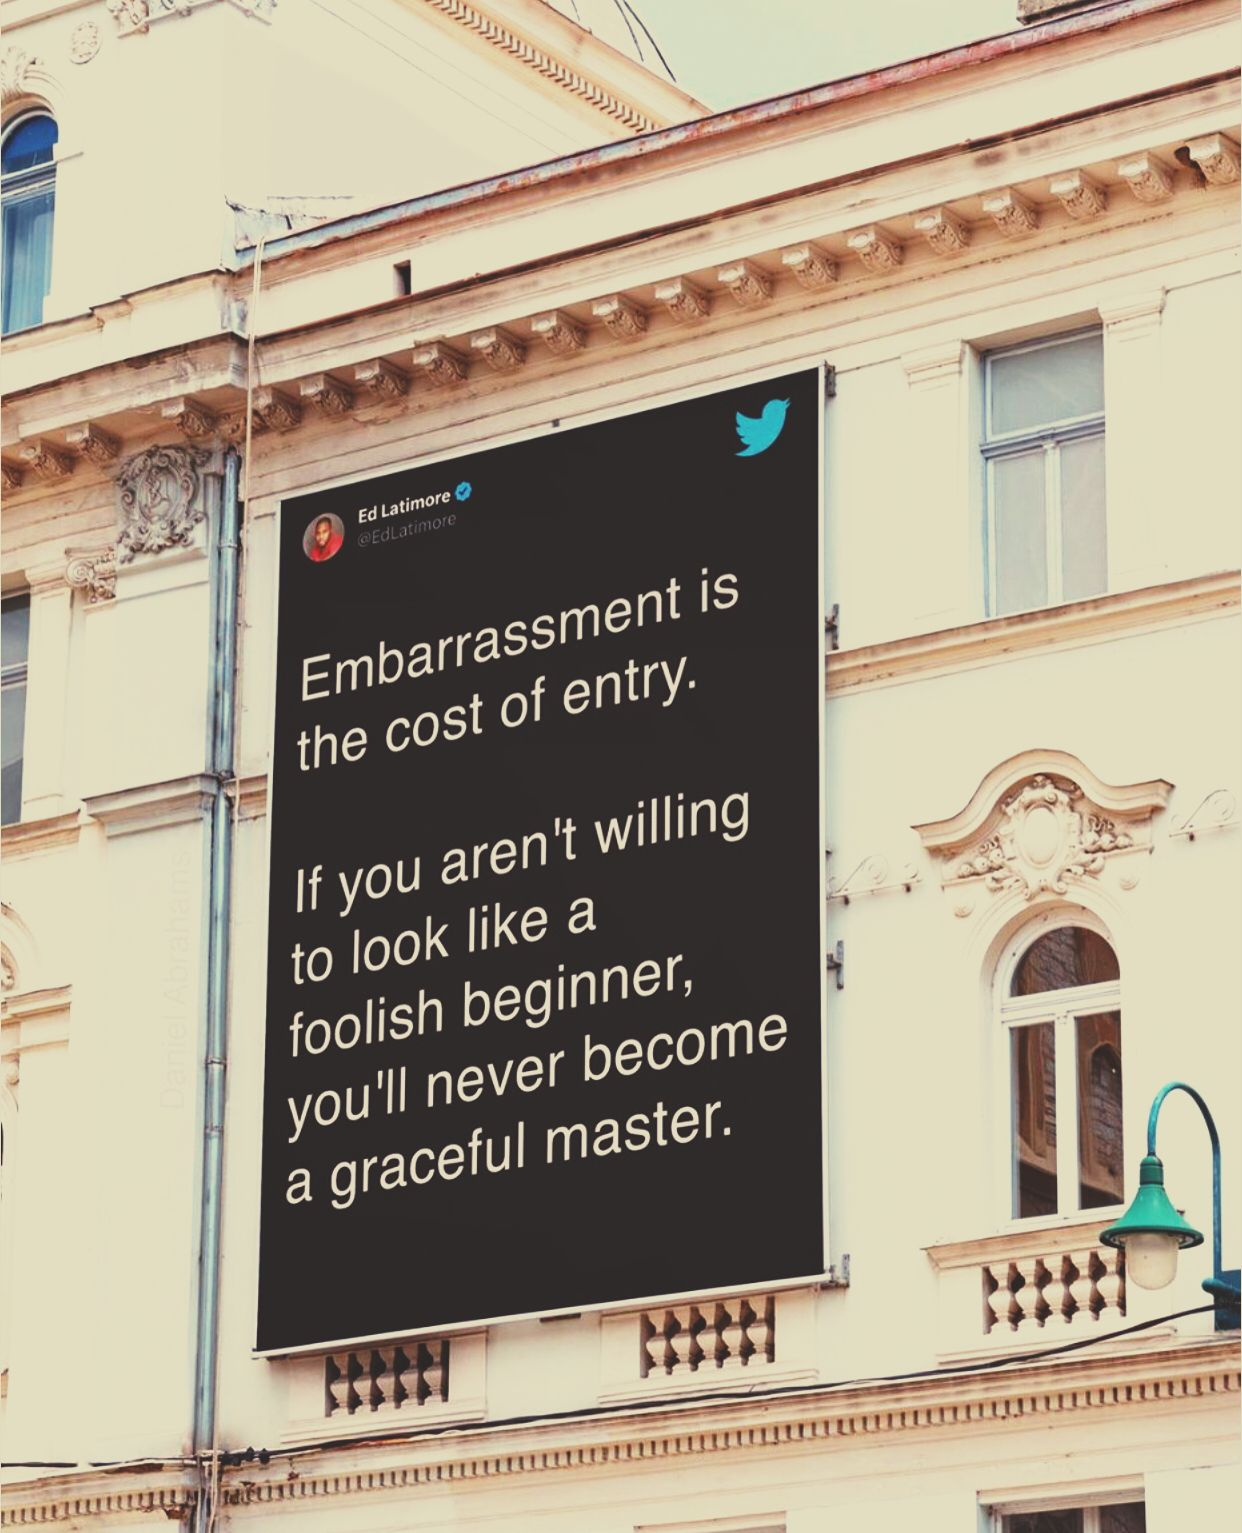 Ed Latimore
@EdLatimore
Embarrassment is
the cost of entry.
If you aren't willing
to look like a
foolish beginner,
you'll never become
a graceful master.
Daniel Abrahams